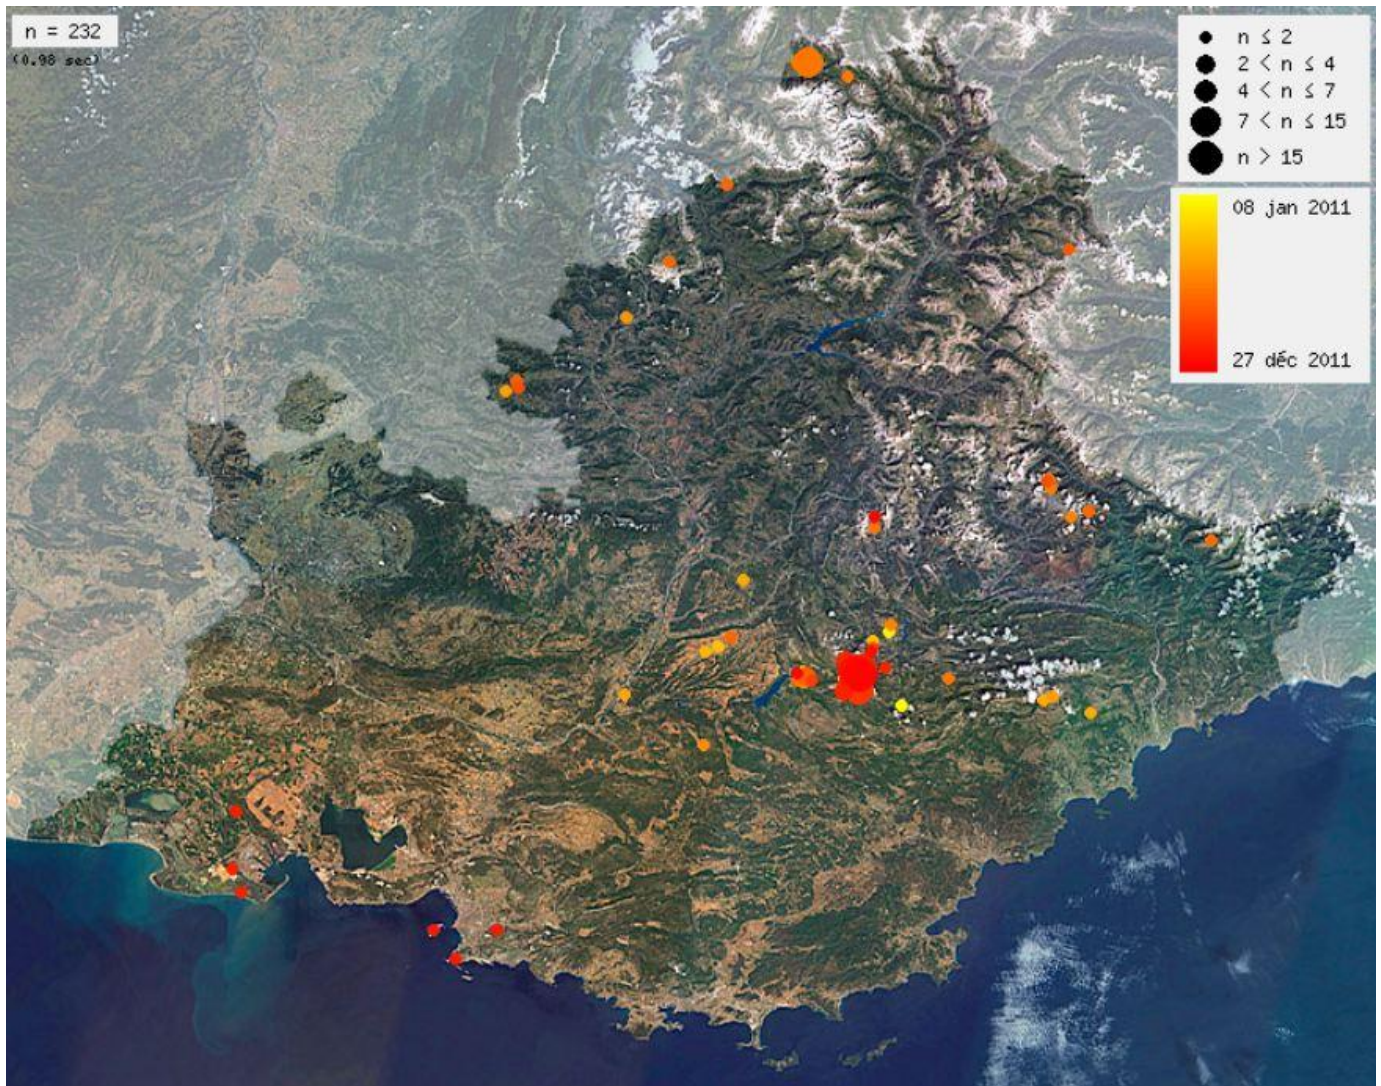 n = 232
(0.98 sec)
n ≤ 2
2 < n ≤ 4
4 < n ≤ 7
7 < n ≤ 15
n > 15
08 jan 2011
27 déc 2011